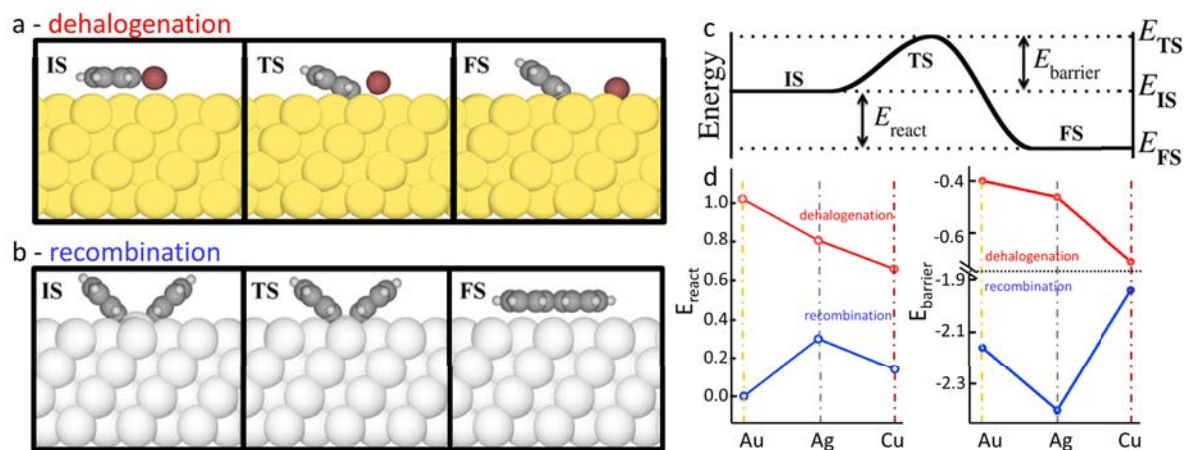 a - dehalogenation
IS
TS
FS
b - recombination
IS
TS
FS
c
Energy
IS
TS
FS
E_barrier
E_react
E_TS
E_IS
E_FS
d
E_react
1.0
0.8
0.6
0.4
0.2
0.0
dehalogenation
recombination
Au
Ag
Cu
E_barrier
-0.4
-0.6
-1.9
-2.1
-2.3
dehalogenation
recombination
Au
Ag
Cu